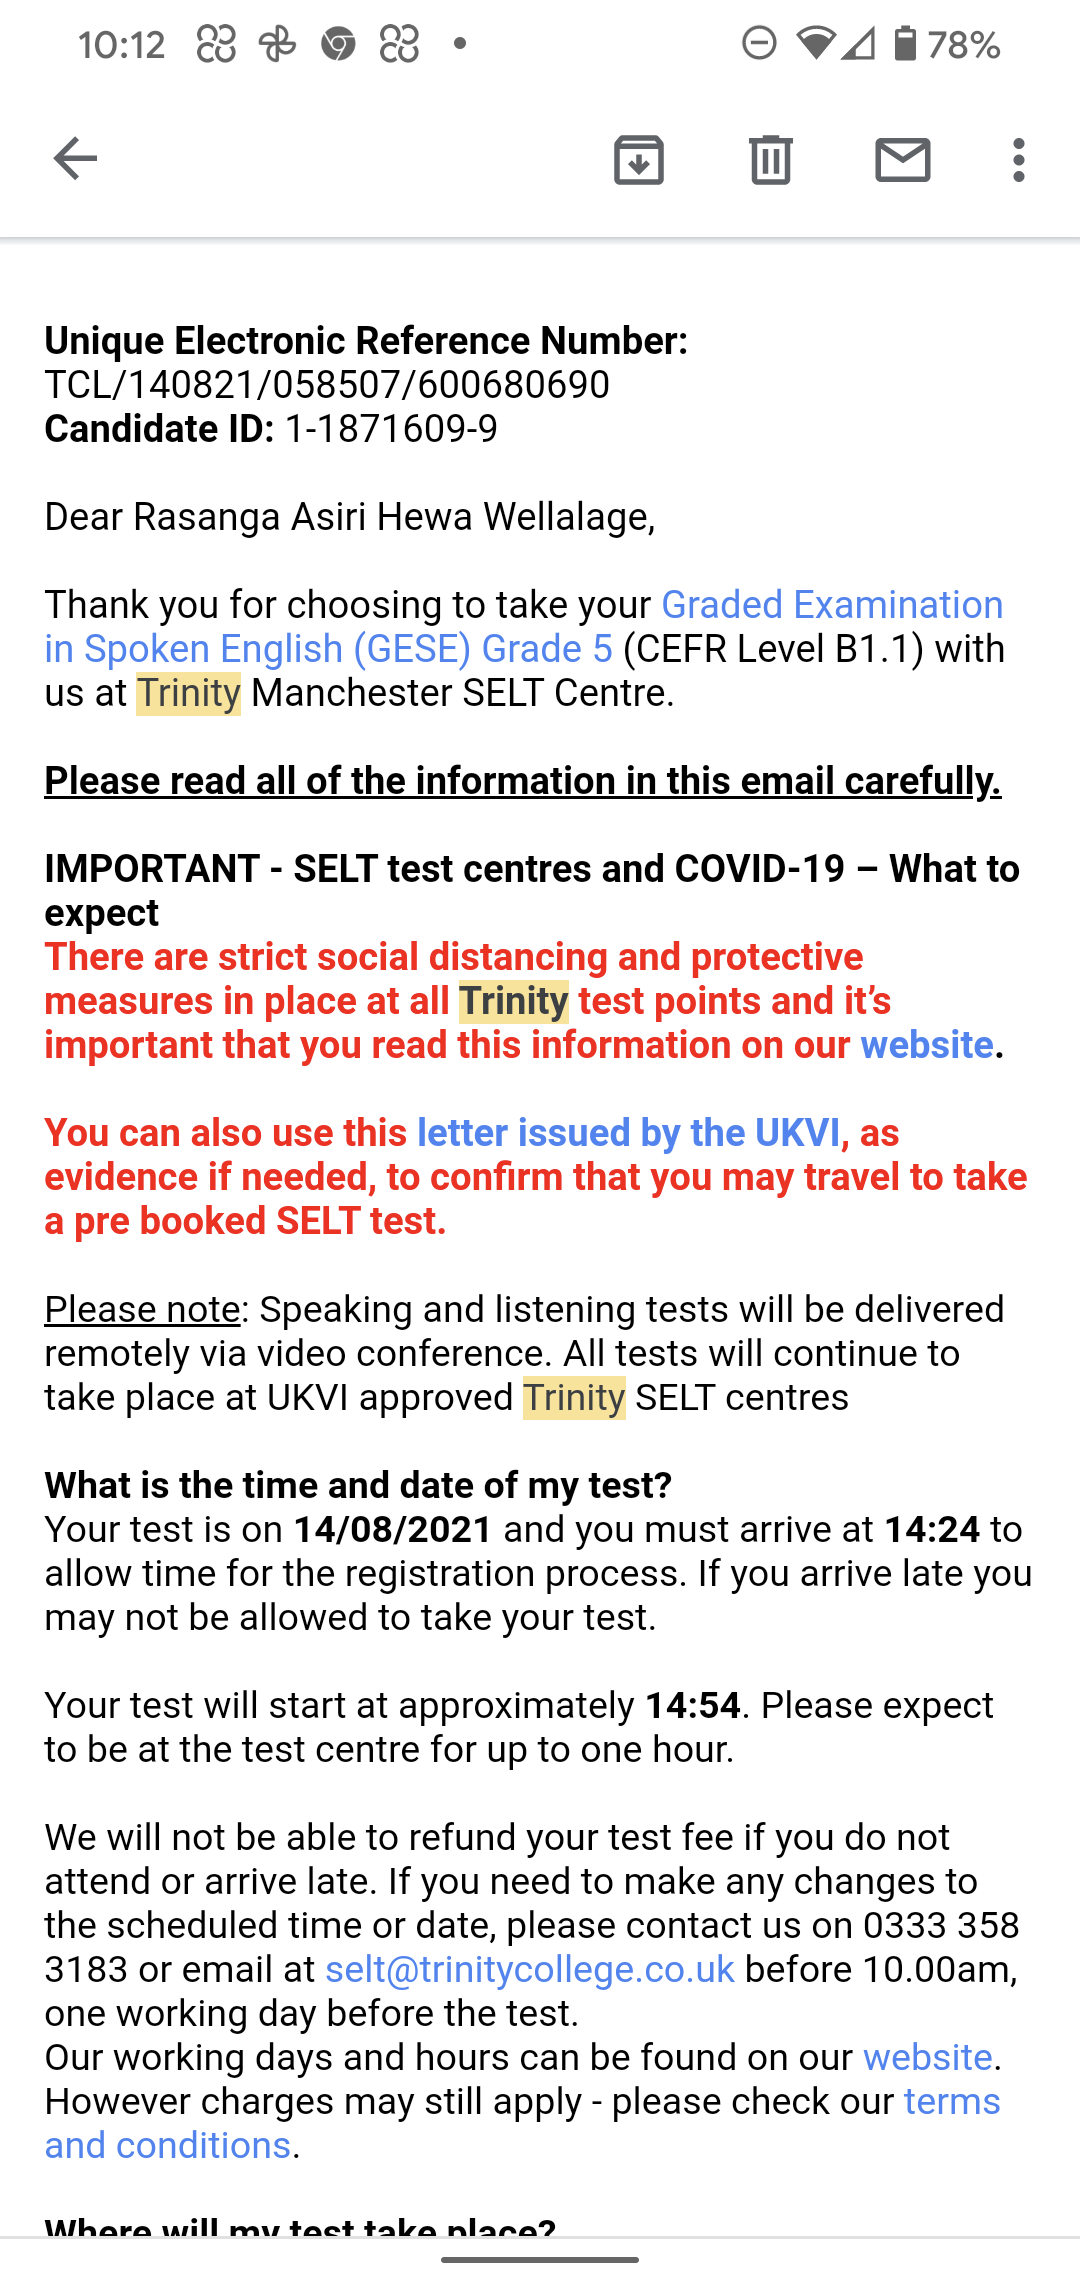 10:12
78%
Unique Electronic Reference Number:
TCL/140821/058507/600680690
Candidate ID: 1-1871609-9
Dear Rasanga Asiri Hewa Wellalage,
Thank you for choosing to take your Graded Examination
in Spoken English (GESE) Grade 5 (CEFR Level B1.1) with
us at Trinity Manchester SELT Centre.
Please read all of the information in this email carefully.
IMPORTANT - SELT test centres and COVID-19 – What to
expect
There are strict social distancing and protective
measures in place at all Trinity test points and it’s
important that you read this information on our website.
You can also use this letter issued by the UKVI, as
evidence if needed, to confirm that you may travel to take
a pre booked SELT test.
Please note: Speaking and listening tests will be delivered
remotely via video conference. All tests will continue to
take place at UKVI approved Trinity SELT centres
What is the time and date of my test?
Your test is on 14/08/2021 and you must arrive at 14:24 to
allow time for the registration process. If you arrive late you
may not be allowed to take your test.
Your test will start at approximately 14:54. Please expect
to be at the test centre for up to one hour.
We will not be able to refund your test fee if you do not
attend or arrive late. If you need to make any changes to
the scheduled time or date, please contact us on 0333 358
3183 or email at selt@trinitycollege.co.uk before 10.00am,
one working day before the test.
Our working days and hours can be found on our website.
However charges may still apply - please check our terms
and conditions.
Where will my test take place?